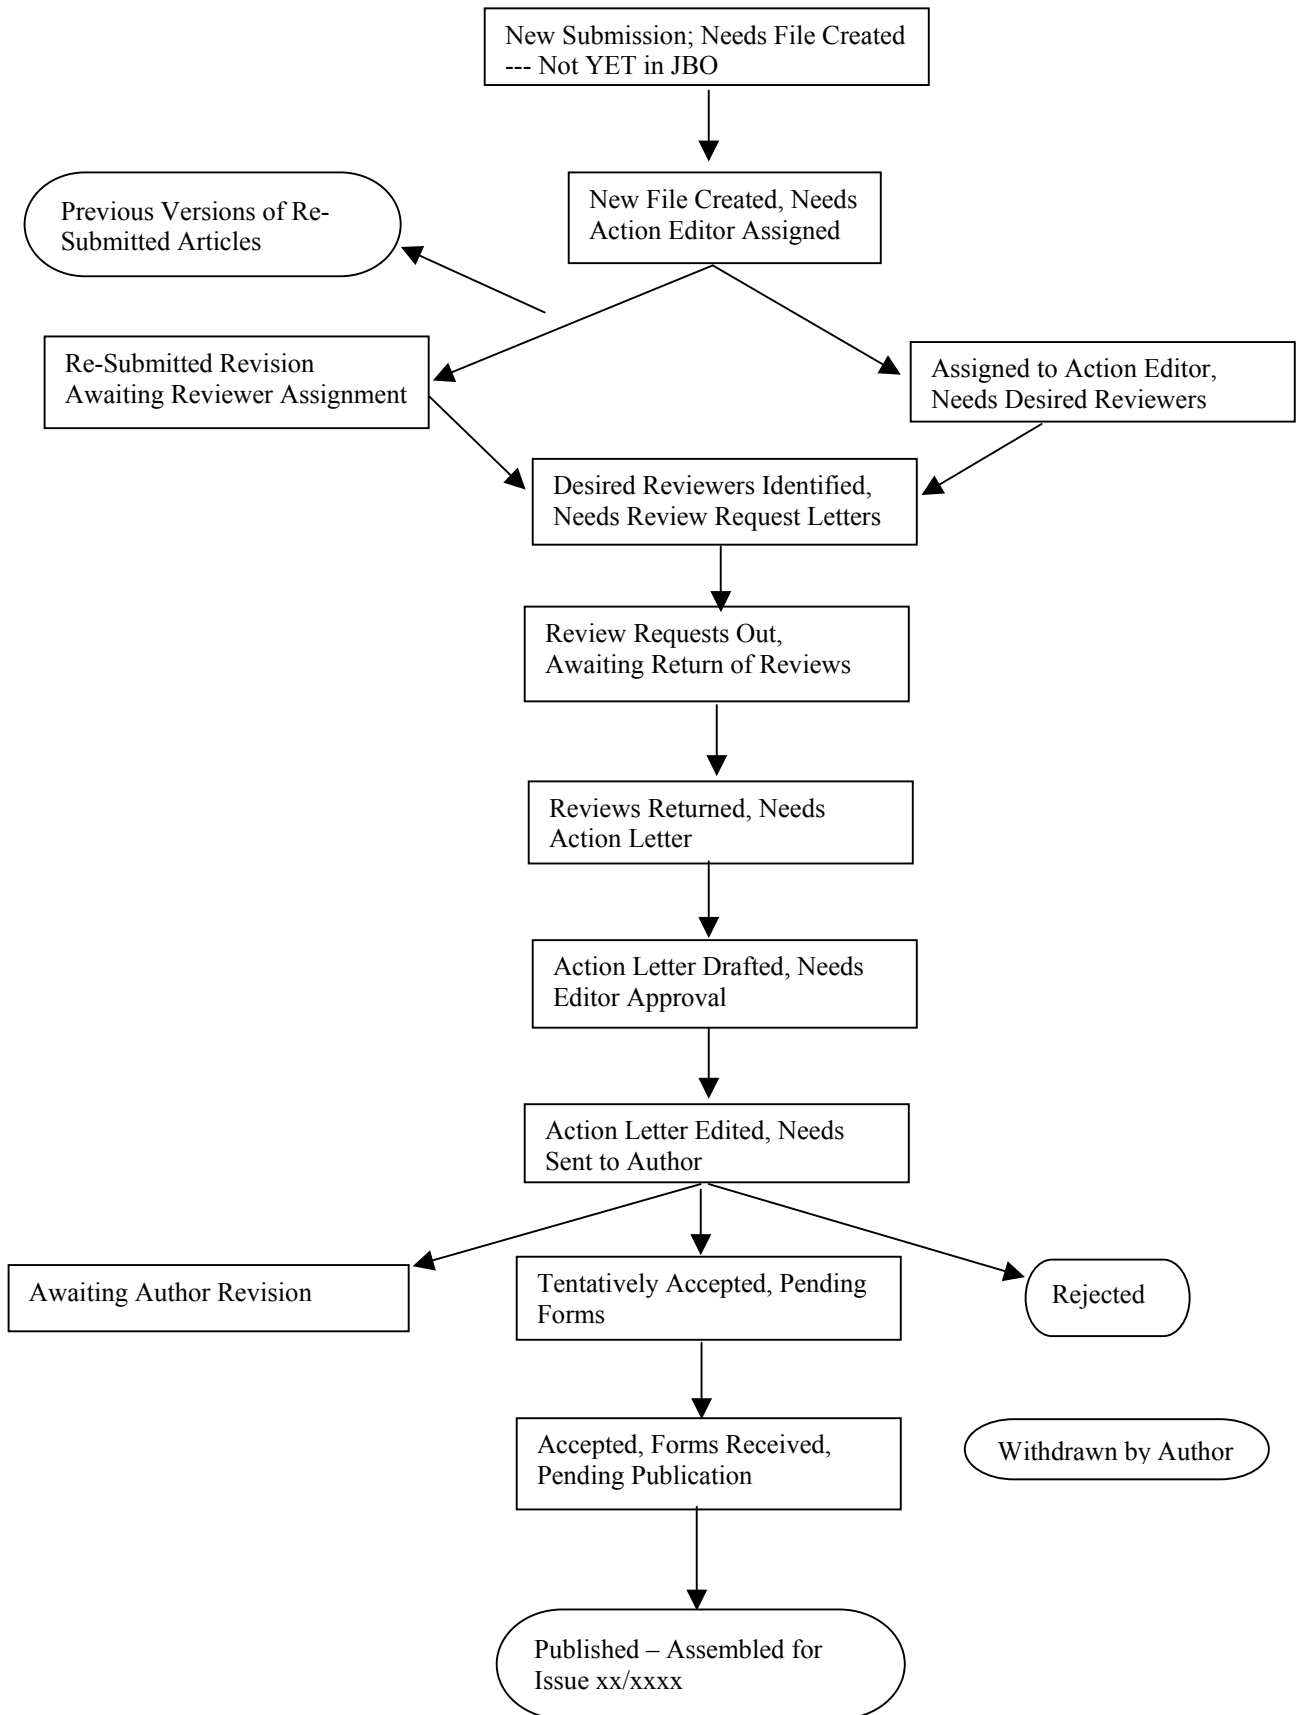 New Submission; Needs File Created
--- Not YET in JBO
Previous Versions of Re-
Submitted Articles
New File Created, Needs
Action Editor Assigned
Re-Submitted Revision
Awaiting Reviewer Assignment
Assigned to Action Editor,
Needs Desired Reviewers
Desired Reviewers Identified,
Needs Review Request Letters
Review Requests Out,
Awaiting Return of Reviews
Reviews Returned, Needs
Action Letter
Action Letter Drafted, Needs
Editor Approval
Action Letter Edited, Needs
Sent to Author
Awaiting Author Revision
Tentatively Accepted, Pending
Forms
Rejected
Accepted, Forms Received,
Pending Publication
Withdrawn by Author
Published – Assembled for
Issue xx/xxxx